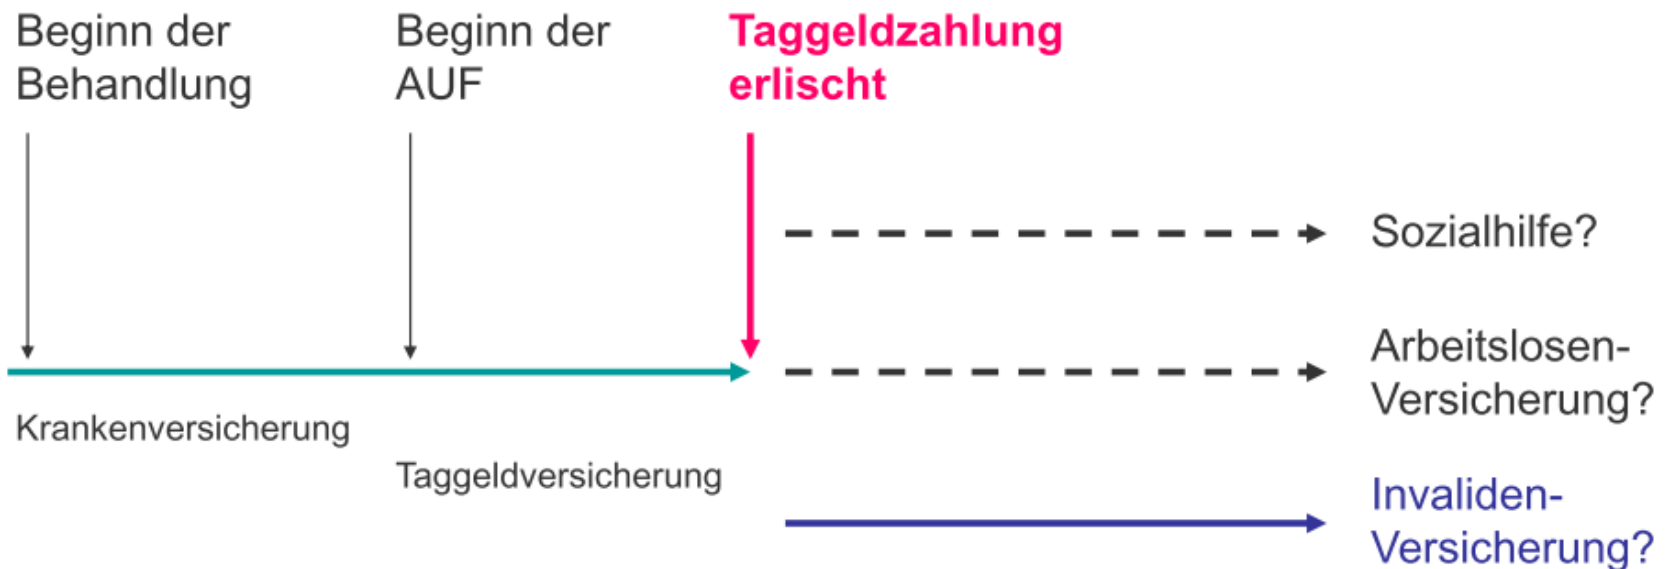 Beginn der
Behandlung
Beginn der
AUF
Taggeldzahlung
erlischt
Sozialhilfe?
Arbeitslosen-
Versicherung?
Krankenversicherung
Taggeldversicherung
Invaliden-
Versicherung?